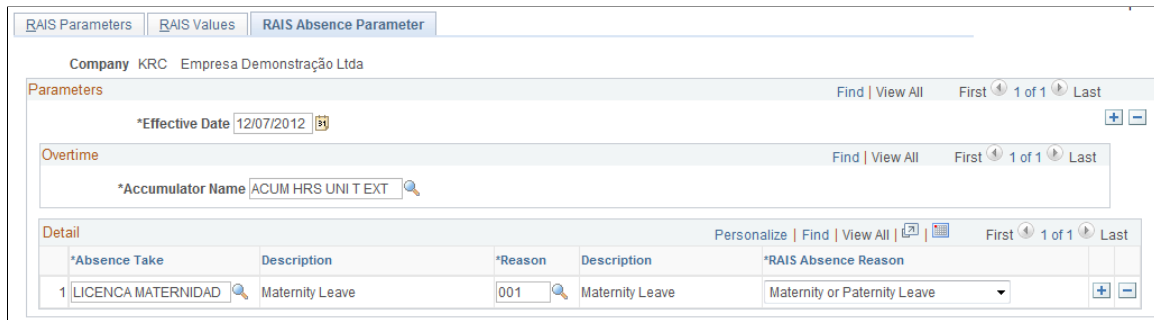 RAIS Parameters RAIS Values RAIS Absence Parameter
Company KRC Empresa Demonstração Ltda
Parameters Find | View All First 1 of 1 Last
*Effective Date 12/07/2012 31
Overtime Find | View All First 1 of 1 Last
*Accumulator Name ACUM HRS UNI T EXT
Detail Personalize | Find | View All | | First 1 of 1 Last
*Absence Take Description *Reason Description *RAIS Absence Reason
1 LICENCA MATERNIDAD Maternity Leave 001 Maternity Leave Maternity or Paternity Leave